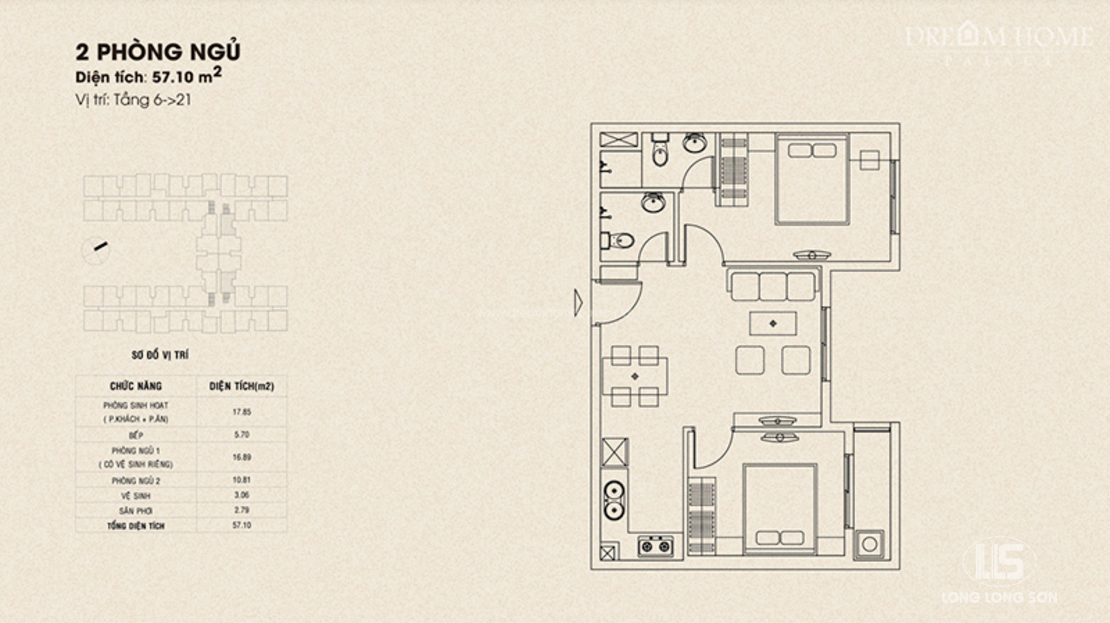 2 PHÒNG NGỦ
Diện tích: 57.10 m2
Vị trí: Tầng 6->21
DREAM HOME
PALACE
SƠ ĐỒ VỊ TRÍ
CHỨC NĂNG DIỆN TÍCH(m2)
PHÒNG SINH HOẠT
( P.KHÁCH + P.ĂN) 17.85
BẾP 5.70
PHÒNG NGỦ 1
( CÓ VỆ SINH RIÊNG) 16.89
PHÒNG NGỦ 2 10.81
VỆ SINH 3.06
SÂN PHƠI 2.79
TỔNG DIỆN TÍCH 57.10
LLS
LONG LONG SƠN